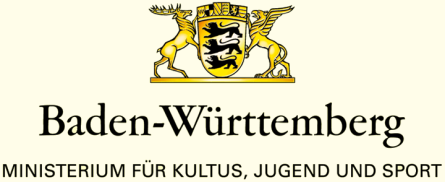 Baden-Württemberg
MINISTERIUM FÜR KULTUS, JUGEND UND SPORT